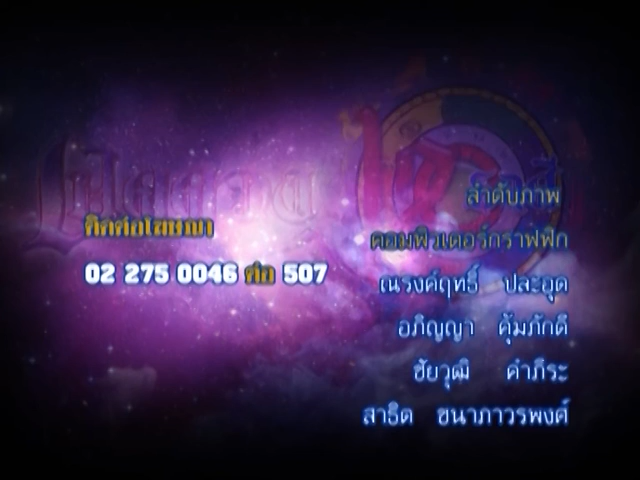 ติดต่อโฆษณา
02 275 0046 ต่อ 507
ลำดับภาพ
คอมพิวเตอร์กราฟฟิก
ณรงค์ฤทธิ์ ปละอุด
อภิญญา คุ้มภักดี
ชัยวุฒิ คำภีระ
สาธิต ชนาภาวรพงศ์